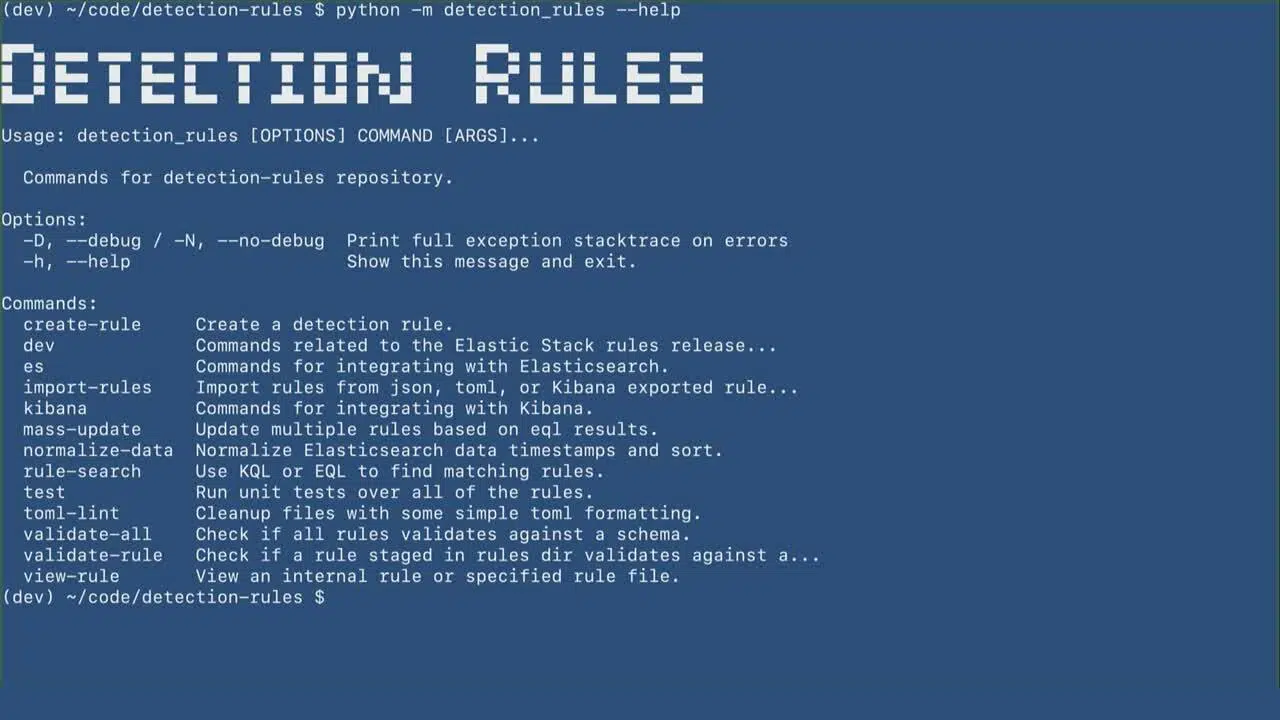 (dev) ~/code/detection-rules $ python -m detection_rules --help
DETECTION RULES
Usage: detection_rules [OPTIONS] COMMAND [ARGS]...
Commands for detection-rules repository.
Options:
-D, --debug / -N, --no-debug  Print full exception stacktrace on errors
-h, --help                    Show this message and exit.
Commands:
create-rule     Create a detection rule.
dev             Commands related to the Elastic Stack rules release...
es              Commands for integrating with Elasticsearch.
import-rules    Import rules from json, toml, or Kibana exported rule...
kibana          Commands for integrating with Kibana.
mass-update     Update multiple rules based on eql results.
normalize-data  Normalize Elasticsearch data timestamps and sort.
rule-search     Use KQL or EQL to find matching rules.
test            Run unit tests over all of the rules.
toml-lint       Cleanup files with some simple toml formatting.
validate-all    Check if all rules validates against a schema.
validate-rule   Check if a rule staged in rules dir validates against a...
view-rule       View an internal rule or specified rule file.
(dev) ~/code/detection-rules $